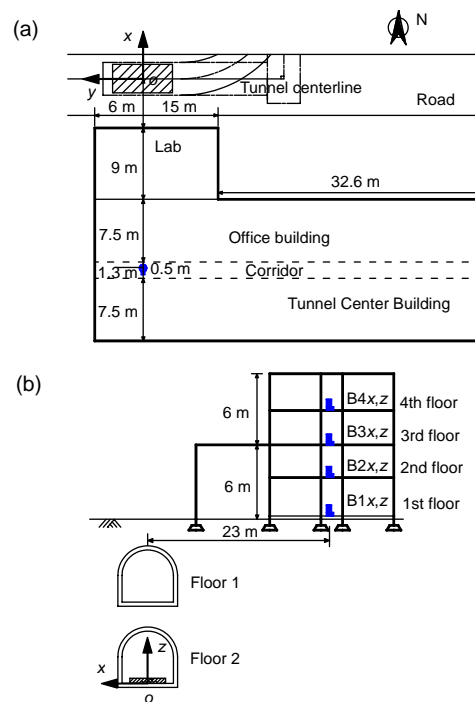 (a)
x
N
y
o
Tunnel centerline
6 m
15 m
Road
Lab
9 m
32.6 m
7.5 m
Office building
1.3 m
0.5 m
Corridor
7.5 m
Tunnel Center Building
(b)
6 m
B4x,z
4th floor
B3x,z
3rd floor
6 m
B2x,z
2nd floor
B1x,z
1st floor
23 m
Floor 1
z
Floor 2
x
o